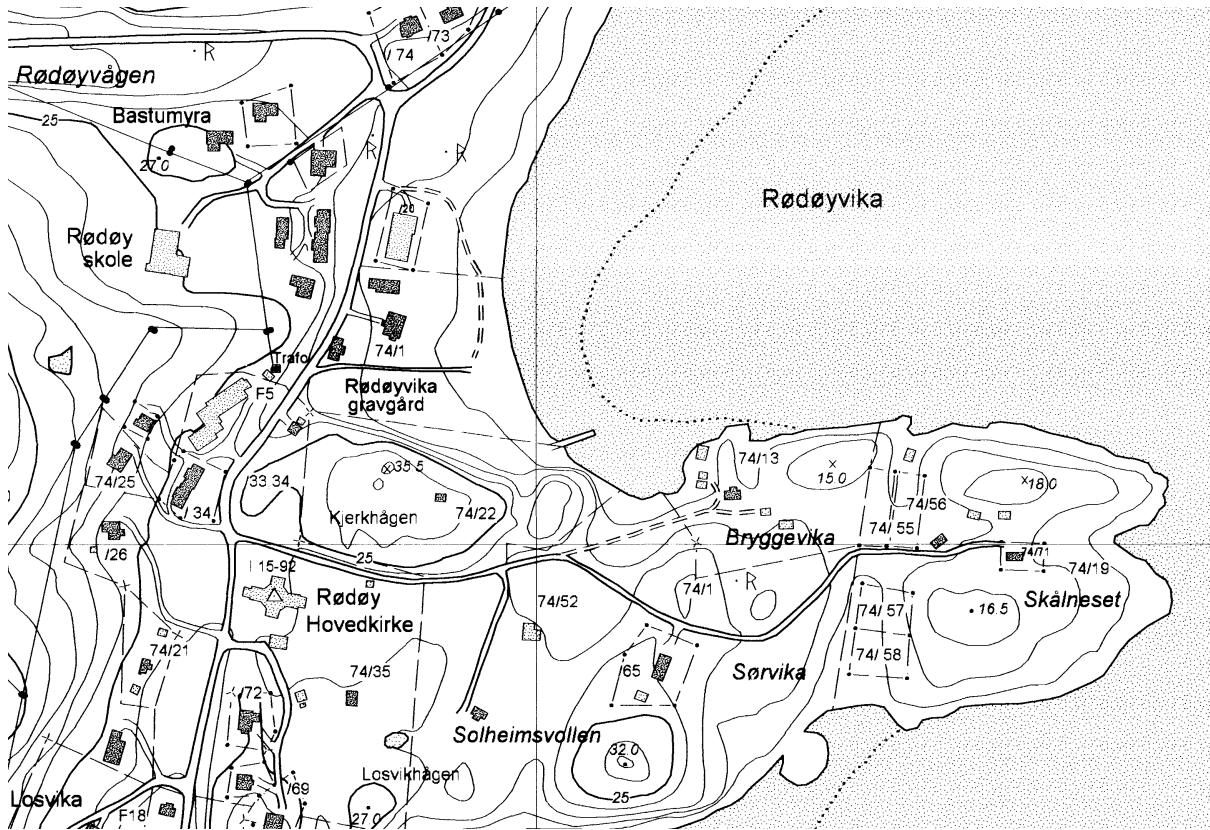 /73
/ 74
R
Rødøyvågen
25
Bastumyra
27.0
R
R
/20
Rødøyvika
Rødøy
skole
74/1
Trafo
F5
Rødøyvika
gravgård
74/25
/33.34
35.5
34
Kjerkhågen
74/22
74/13
15.0
18.0
74/56
74/ 55
Bryggevika
/26
25
15-92
74/71
74/19
Rødøy
Hovedkirke
74/52
74/1
R
Skålneset
74/ 57
16.5
74/ 58
74/21
74/35
/65
Sørvika
/72
Solheimsvollen
32.0
Losvikhågen
/69
25
Losvika
F18
27.0